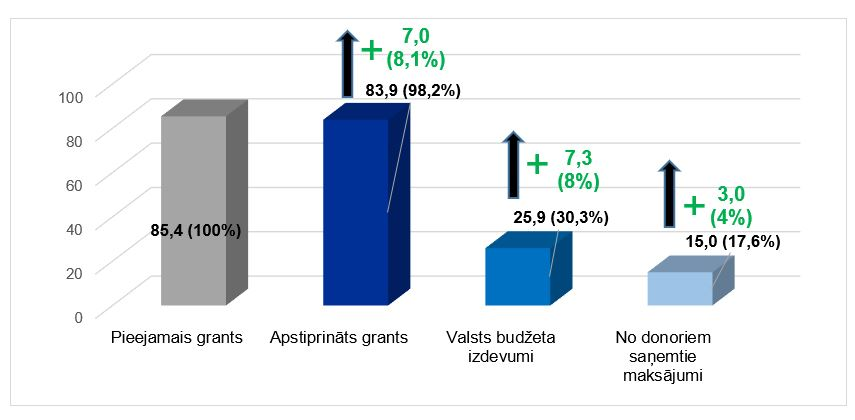 7,0
+ (8,1%)
83,9 (98,2%)
100
80
60
40
20
0
85,4 (100%)
7,3
+ (8%)
25,9 (30,3%)
3,0
+ (4%)
15,0 (17,6%)
Pieejamais grants
Apstiprināts grants
Valsts budžeta
izdevumi
No donoriem
saņemtie
maksājumi